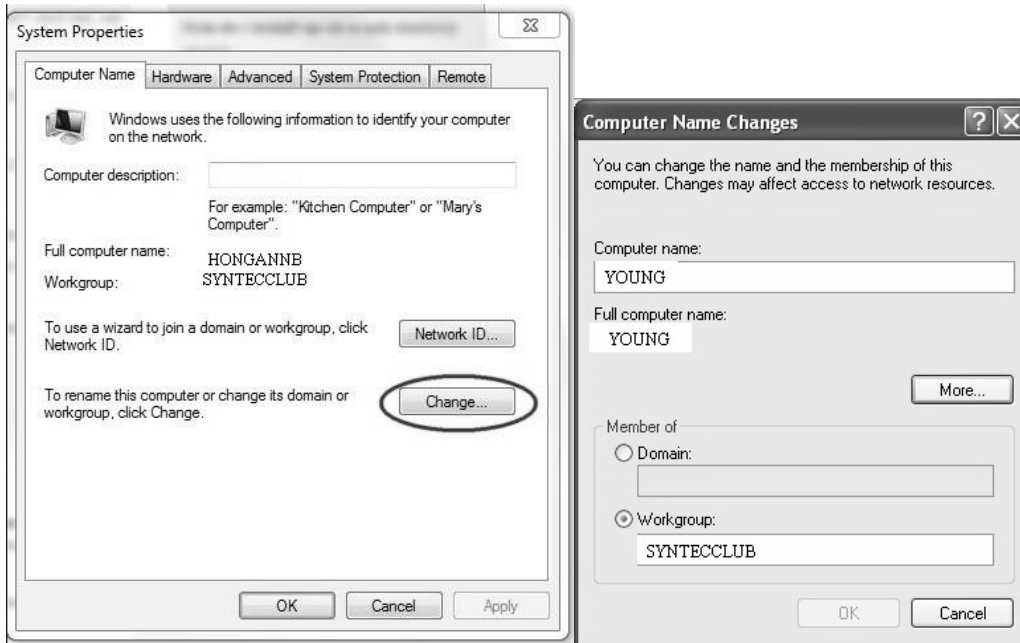 System Properties
Computer Name Hardware Advanced System Protection Remote
Windows uses the following information to identify your computer
on the network.
Computer description:
For example: "Kitchen Computer" or "Mary's
Computer".
Full computer name: HONGANNB
Workgroup: SYNTECCLUB
To use a wizard to join a domain or workgroup, click
Network ID.
Network ID...
To rename this computer or change its domain or
workgroup, click Change.
Change...
OK Cancel Apply
Computer Name Changes
You can change the name and the membership of this
computer. Changes may affect access to network resources.
Computer name:
YOUNG
Full computer name:
YOUNG
More...
Member of
Domain:
Workgroup:
SYNTECCLUB
OK Cancel